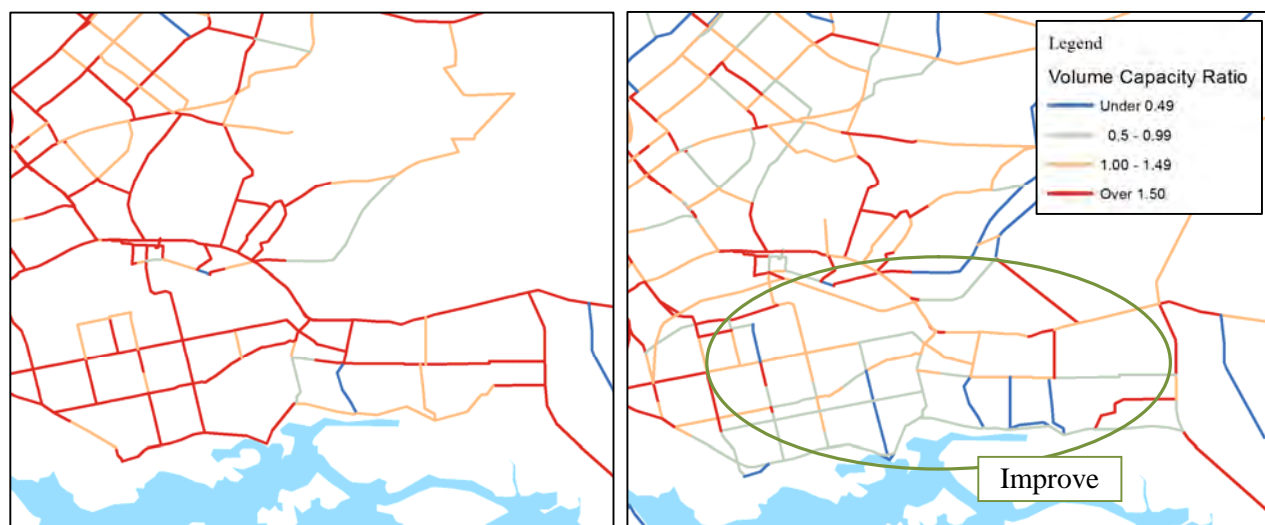 Legend
Volume Capacity Ratio
Under 0.49
0.5 - 0.99
1.00 - 1.49
Over 1.50
Improve